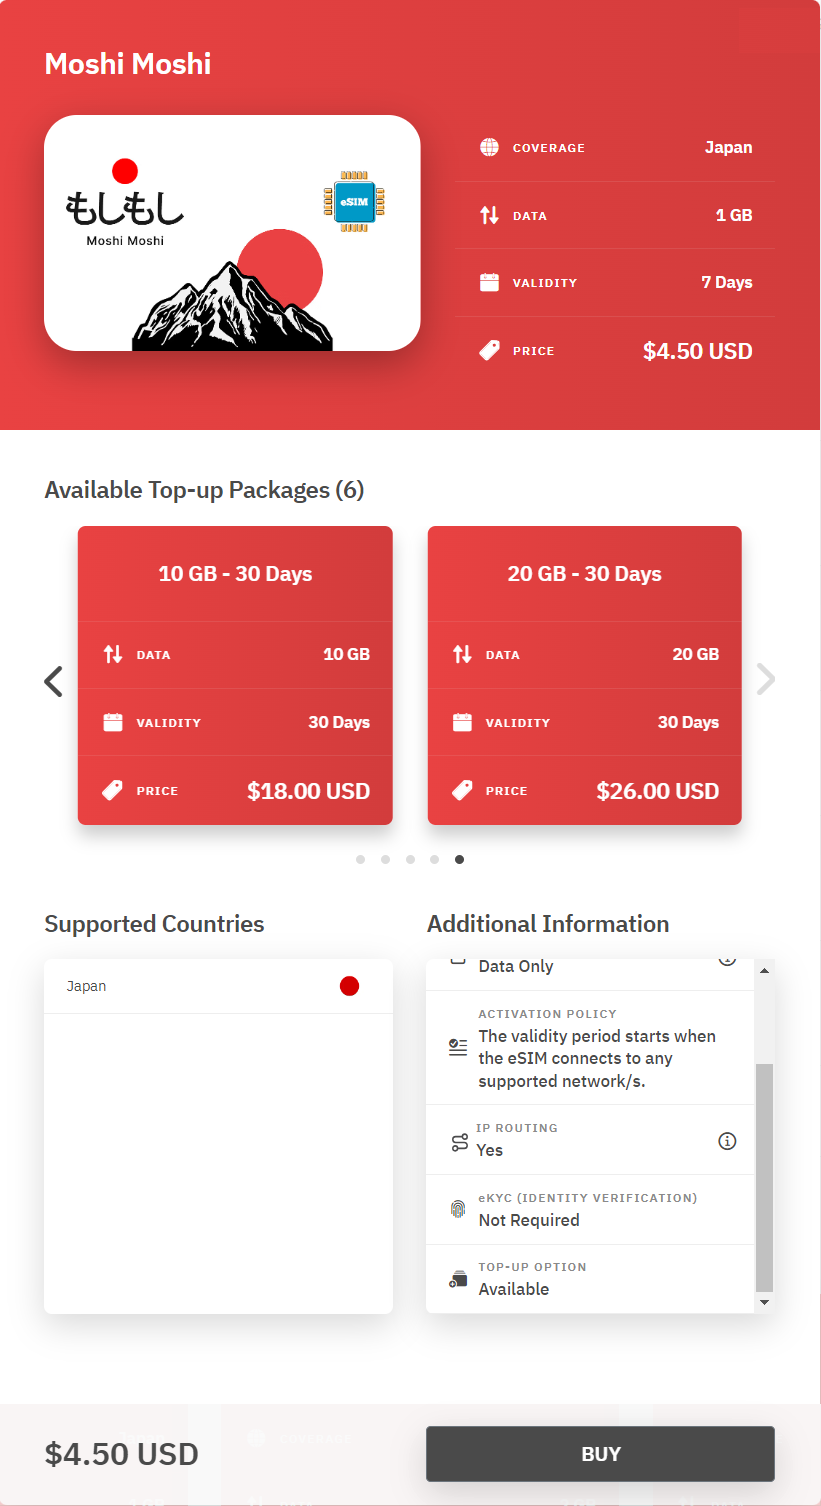 Moshi Moshi
もしもし
Moshi Moshi
eSIM
COVERAGE Japan
DATA 1 GB
VALIDITY 7 Days
PRICE $4.50 USD
Available Top-up Packages (6)
10 GB - 30 Days
DATA 10 GB
VALIDITY 30 Days
PRICE $18.00 USD
20 GB - 30 Days
DATA 20 GB
VALIDITY 30 Days
PRICE $26.00 USD
Supported Countries
Japan
Additional Information
Data Only
ACTIVATION POLICY
The validity period starts when
the eSIM connects to any
supported network/s.
IP ROUTING
Yes
eKYC (IDENTITY VERIFICATION)
Not Required
TOP-UP OPTION
Available
$4.50 USD
BUY